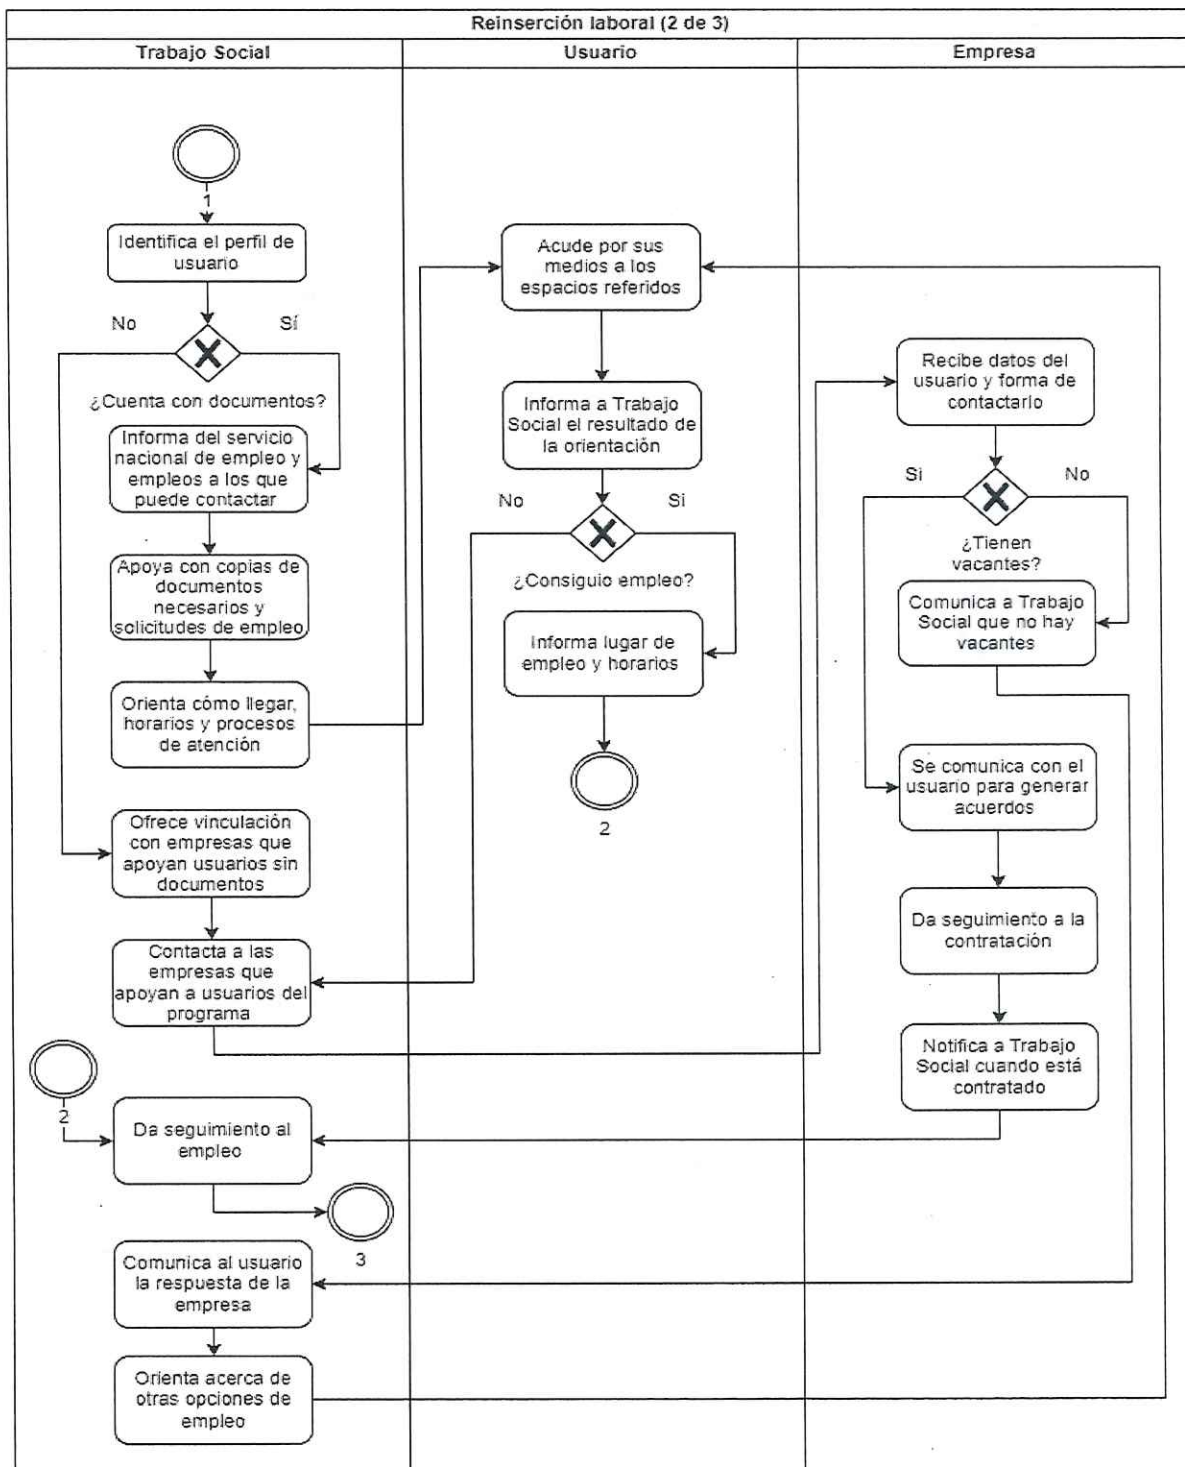 Reinserción laboral (2 de 3)
Trabajo Social
Usuario
Empresa
1
Identifica el perfil de
usuario
No
Sí
¿Cuenta con documentos?
Informa del servicio
nacional de empleo y
empleos a los que
puede contactar
Apoya con copias de
documentos
necesarios y
solicitudes de empleo
Orienta cómo llegar,
horarios y procesos
de atención
Ofrece vinculación
con empresas que
apoyan usuarios sin
documentos
Contacta a las
empresas que
apoyan a usuarios del
programa
2
Da seguimiento al
empleo
3
Comunica al usuario
la respuesta de la
empresa
Orienta acerca de
otras opciones de
empleo
Acude por sus
medios a los
espacios referidos
Informa a Trabajo
Social el resultado de
la orientación
No
Si
¿Consiguio empleo?
Informa lugar de
empleo y horarios
2
Recibe datos del
usuario y forma de
contactarlo
Si
No
¿Tienen
vacantes?
Comunica a Trabajo
Social que no hay
vacantes
Se comunica con el
usuario para generar
acuerdos
Da seguimiento a la
contratación
Notifica a Trabajo
Social cuando está
contratado